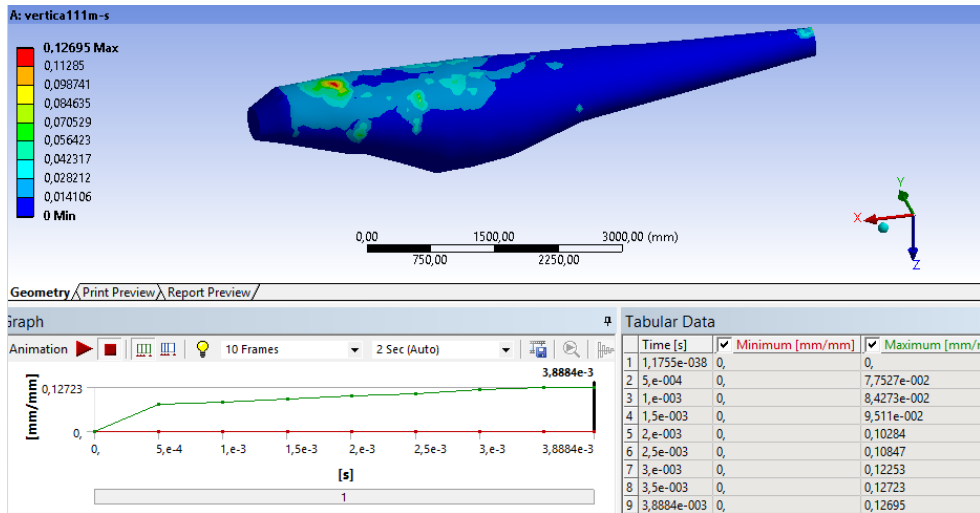 A: vertica111m-s
0,12695 Max
0,11285
0,098741
0,084635
0,070529
0,056423
0,042317
0,028212
0,014106
0 Min
0,00 1500,00 3000,00 (mm)
750,00 2250,00
Y
X
Z
Geometry Print Preview Report Preview
Graph
Animation 10 Frames 2 Sec (Auto)
3,8884e-3
0,12723
[mm/mm]
0,
0, 5,e-4 1,e-3 1,5e-3 2,e-3 2,5e-3 3,e-3 3,8884e-3
[s]
1
Tabular Data
Time [s] Minimum [mm/mm] Maximum [mm/
1 1,1755e-038 0, 0,
2 5,e-004 0, 7,7527e-002
3 1,e-003 0, 8,4273e-002
4 1,5e-003 0, 9,511e-002
5 2,e-003 0, 0,10284
6 2,5e-003 0, 0,10847
7 3,e-003 0, 0,12253
8 3,5e-003 0, 0,12723
9 3,8884e-003 0, 0,12695